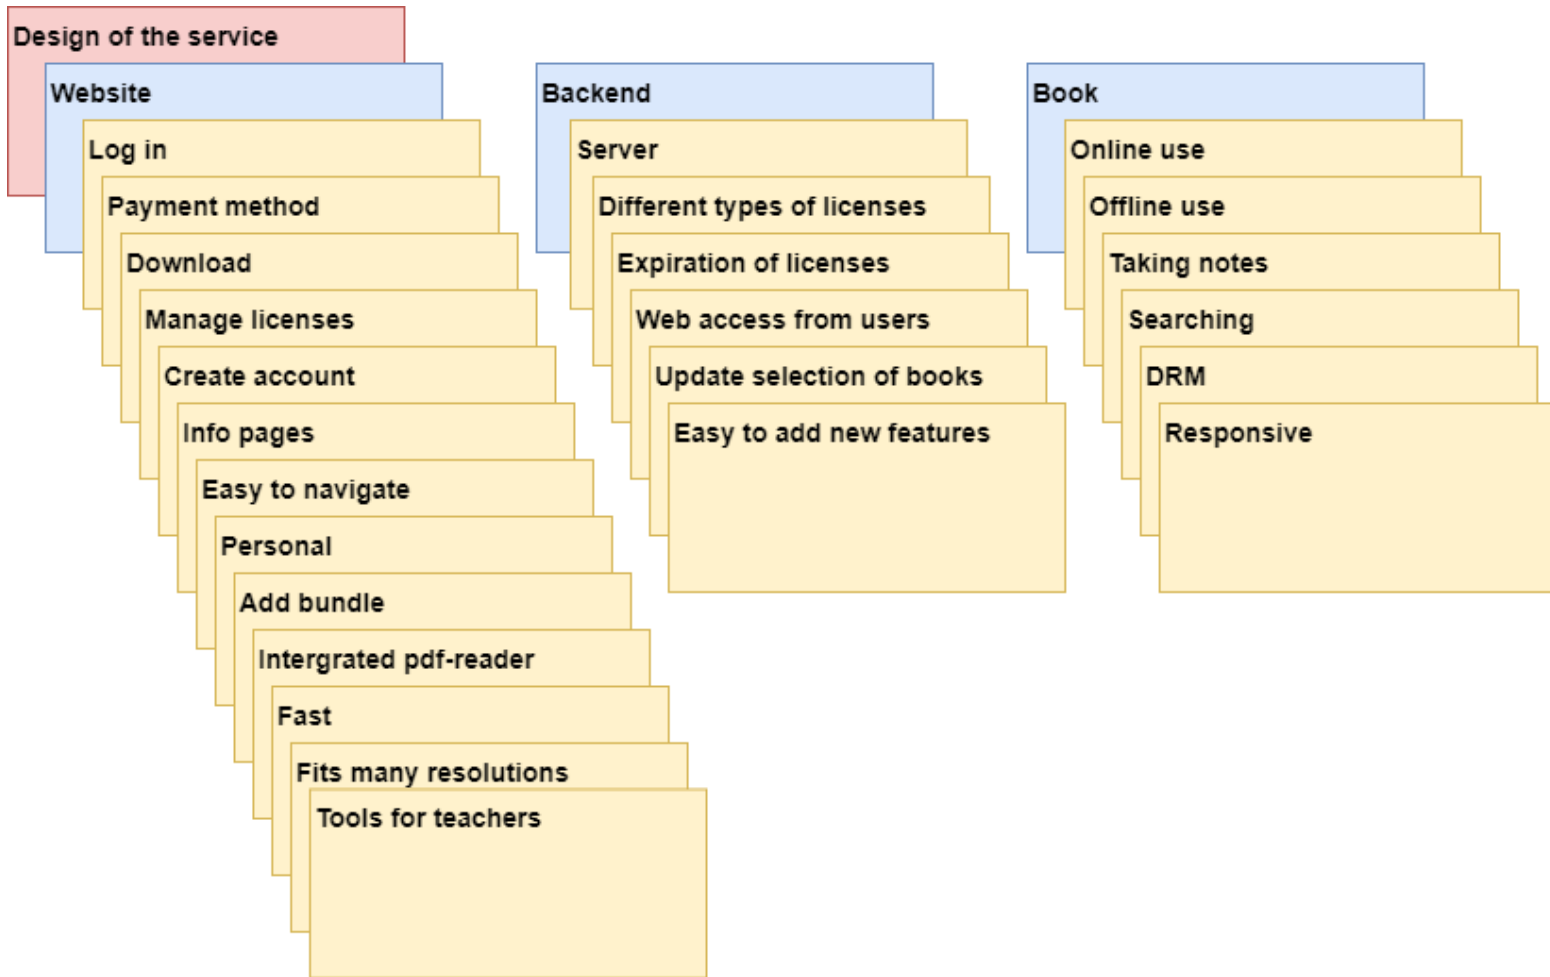 Design of the service
Website
Log in
Payment method
Download
Manage licenses
Create account
Info pages
Easy to navigate
Personal
Add bundle
Intergrated pdf-reader
Fast
Fits many resolutions
Tools for teachers
Backend
Server
Different types of licenses
Expiration of licenses
Web access from users
Update selection of books
Easy to add new features
Book
Online use
Offline use
Taking notes
Searching
DRM
Responsive